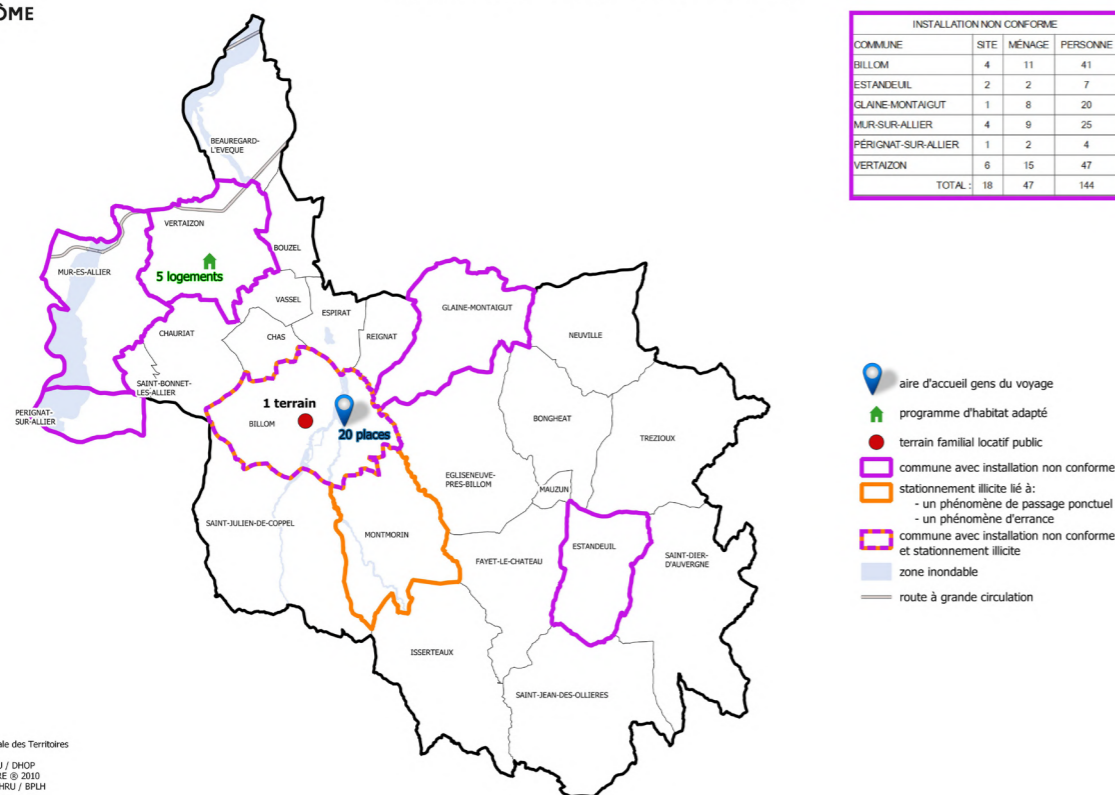 ÔME
INSTALLATION NON CONFORME
COMMUNE SITE MÉNAGE PERSONNE
BILLOM 4 11 41
ESTANDEUIL 2 2 7
GLAINE-MONTAIGUT 1 8 20
MUR-SUR-ALLIER 4 9 25
PÉRIGNAT-SUR-ALLIER 1 2 4
VERTAIZON 6 15 47
TOTAL : 18 47 144
BEAUREGARD-
L'EVEQUE
VERTAIZON
5 logements
BOUZEL
MUR-ES-ALLIER
VASSEL
ESPIRAT
CHAURIAT
CHAS
REIGNAT
GLAINE-MONTAIGUT
NEUVILLE
SAINT-BONNET-
LES-ALLIER
PERIGNAT-
SUR-ALLIER
1 terrain
BILLOM
20 places
BONGHEAT
TREZIOUX
EGLISENEUVE-
PRES-BILLOM
MAUZUN
SAINT-JULIEN-DE-COPPEL
MONTMORIN
FAYET-LE-CHATEAU
ESTANDEUIL
SAINT-DIER-
D'AUVERGNE
ISSERTEAUX
SAINT-JEAN-DES-OLLIERES
aire d'accueil gens du voyage
programme d'habitat adapté
terrain familial locatif public
commune avec installation non conforme
stationnement illicite lié à:
- un phénomène de passage ponctuel
- un phénomène d'errance
commune avec installation non conforme
et stationnement illicite
zone inondable
route à grande circulation
ale des Territoires
J / DHOP
RE ® 2010
HRU / BPLH